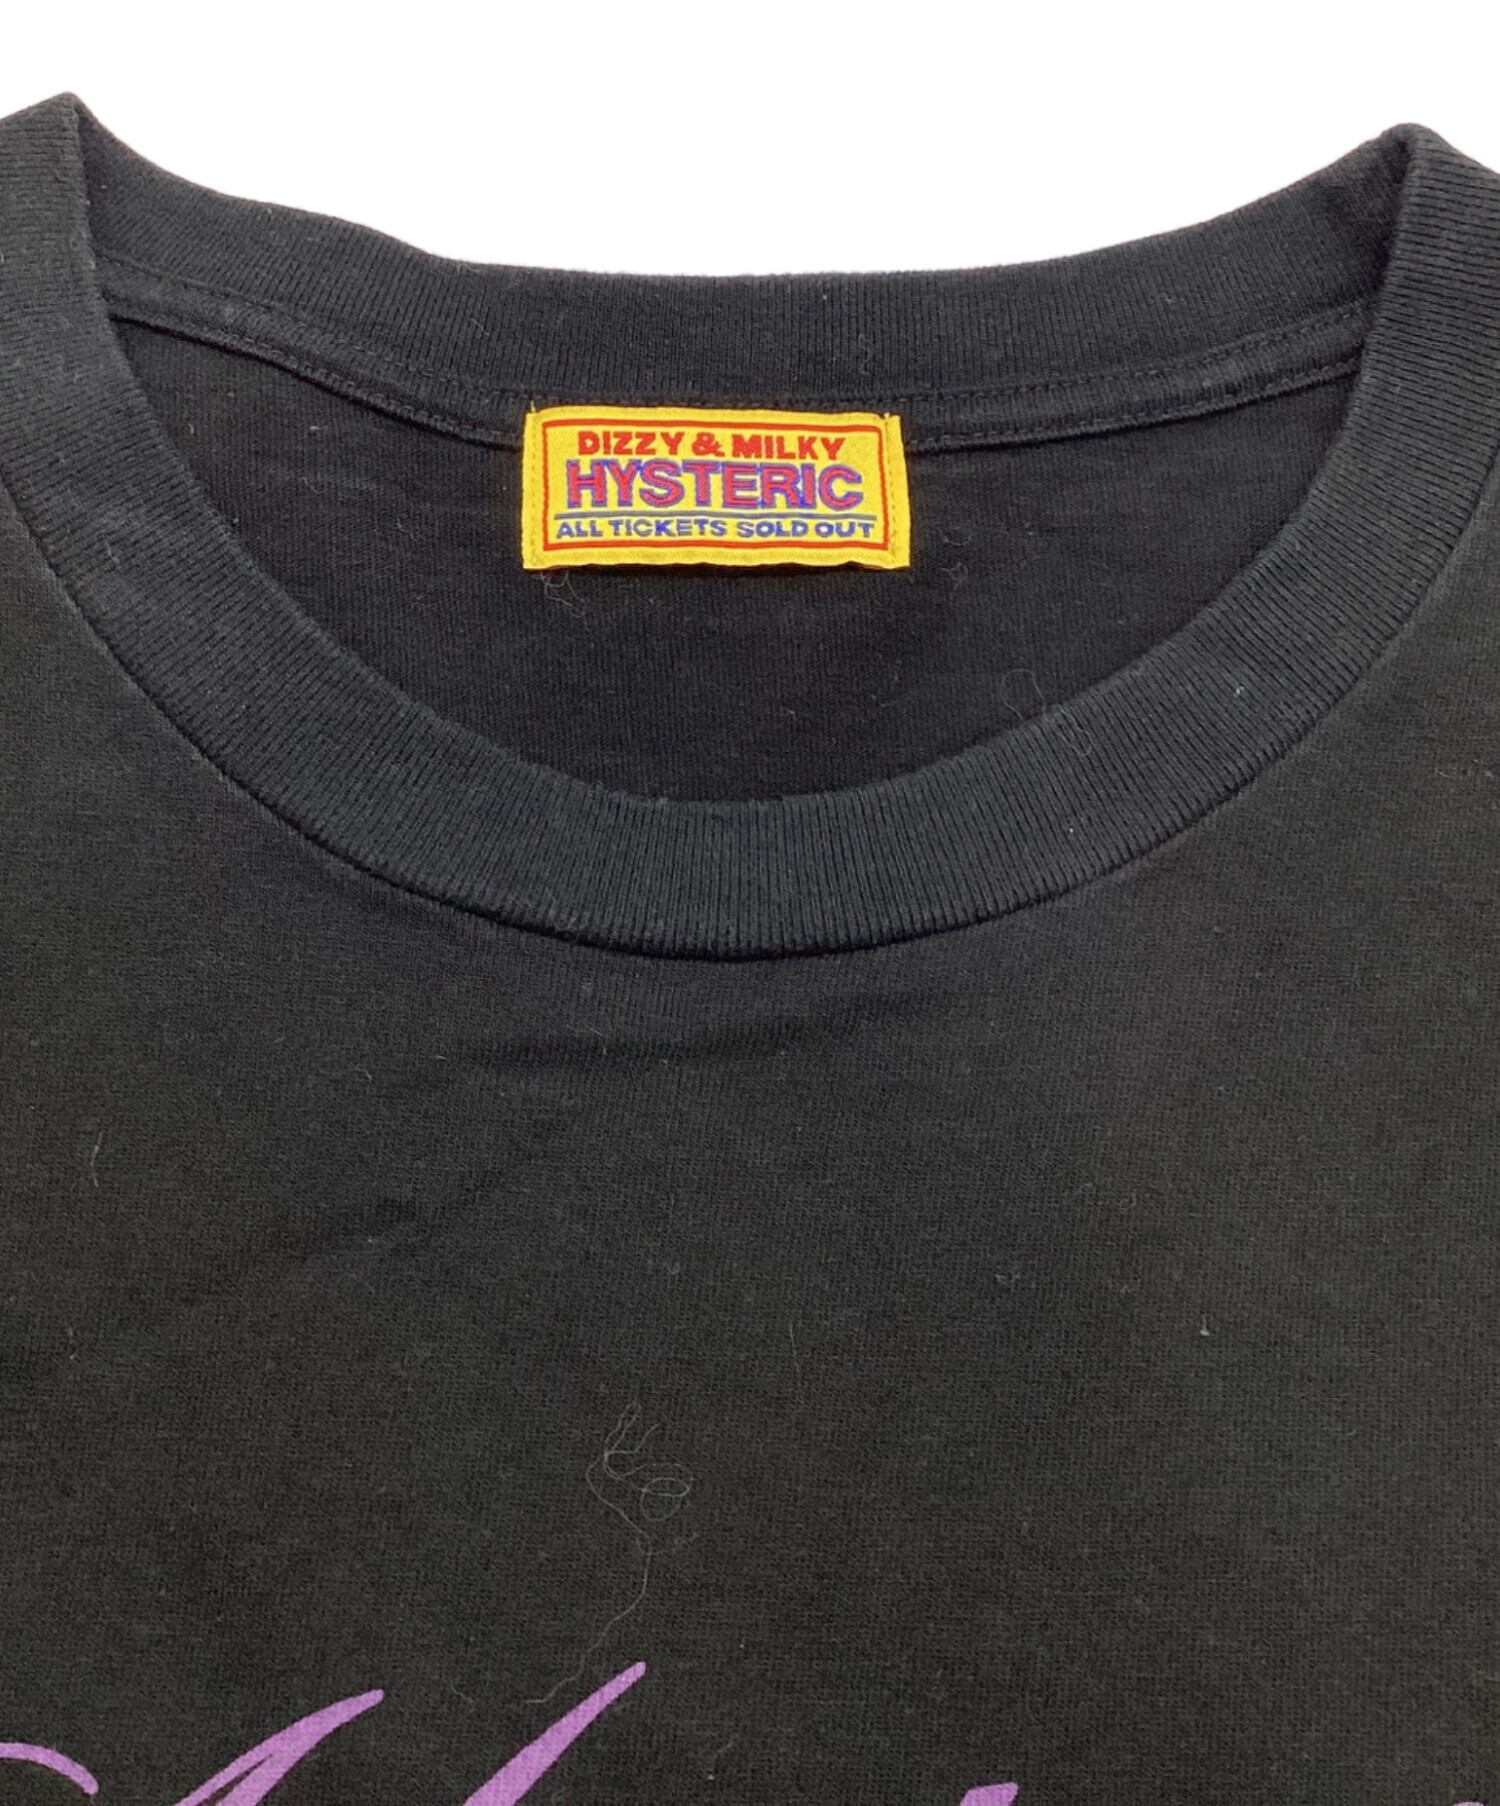 DIZZY & MILKY
HYSTERIC
ALL TICKETS SOLD OUT